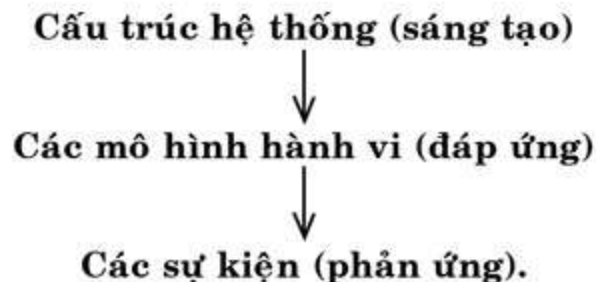 Cấu trúc hệ thống (sáng tạo)
Các mô hình hành vi (đáp ứng)
Các sự kiện (phản ứng).